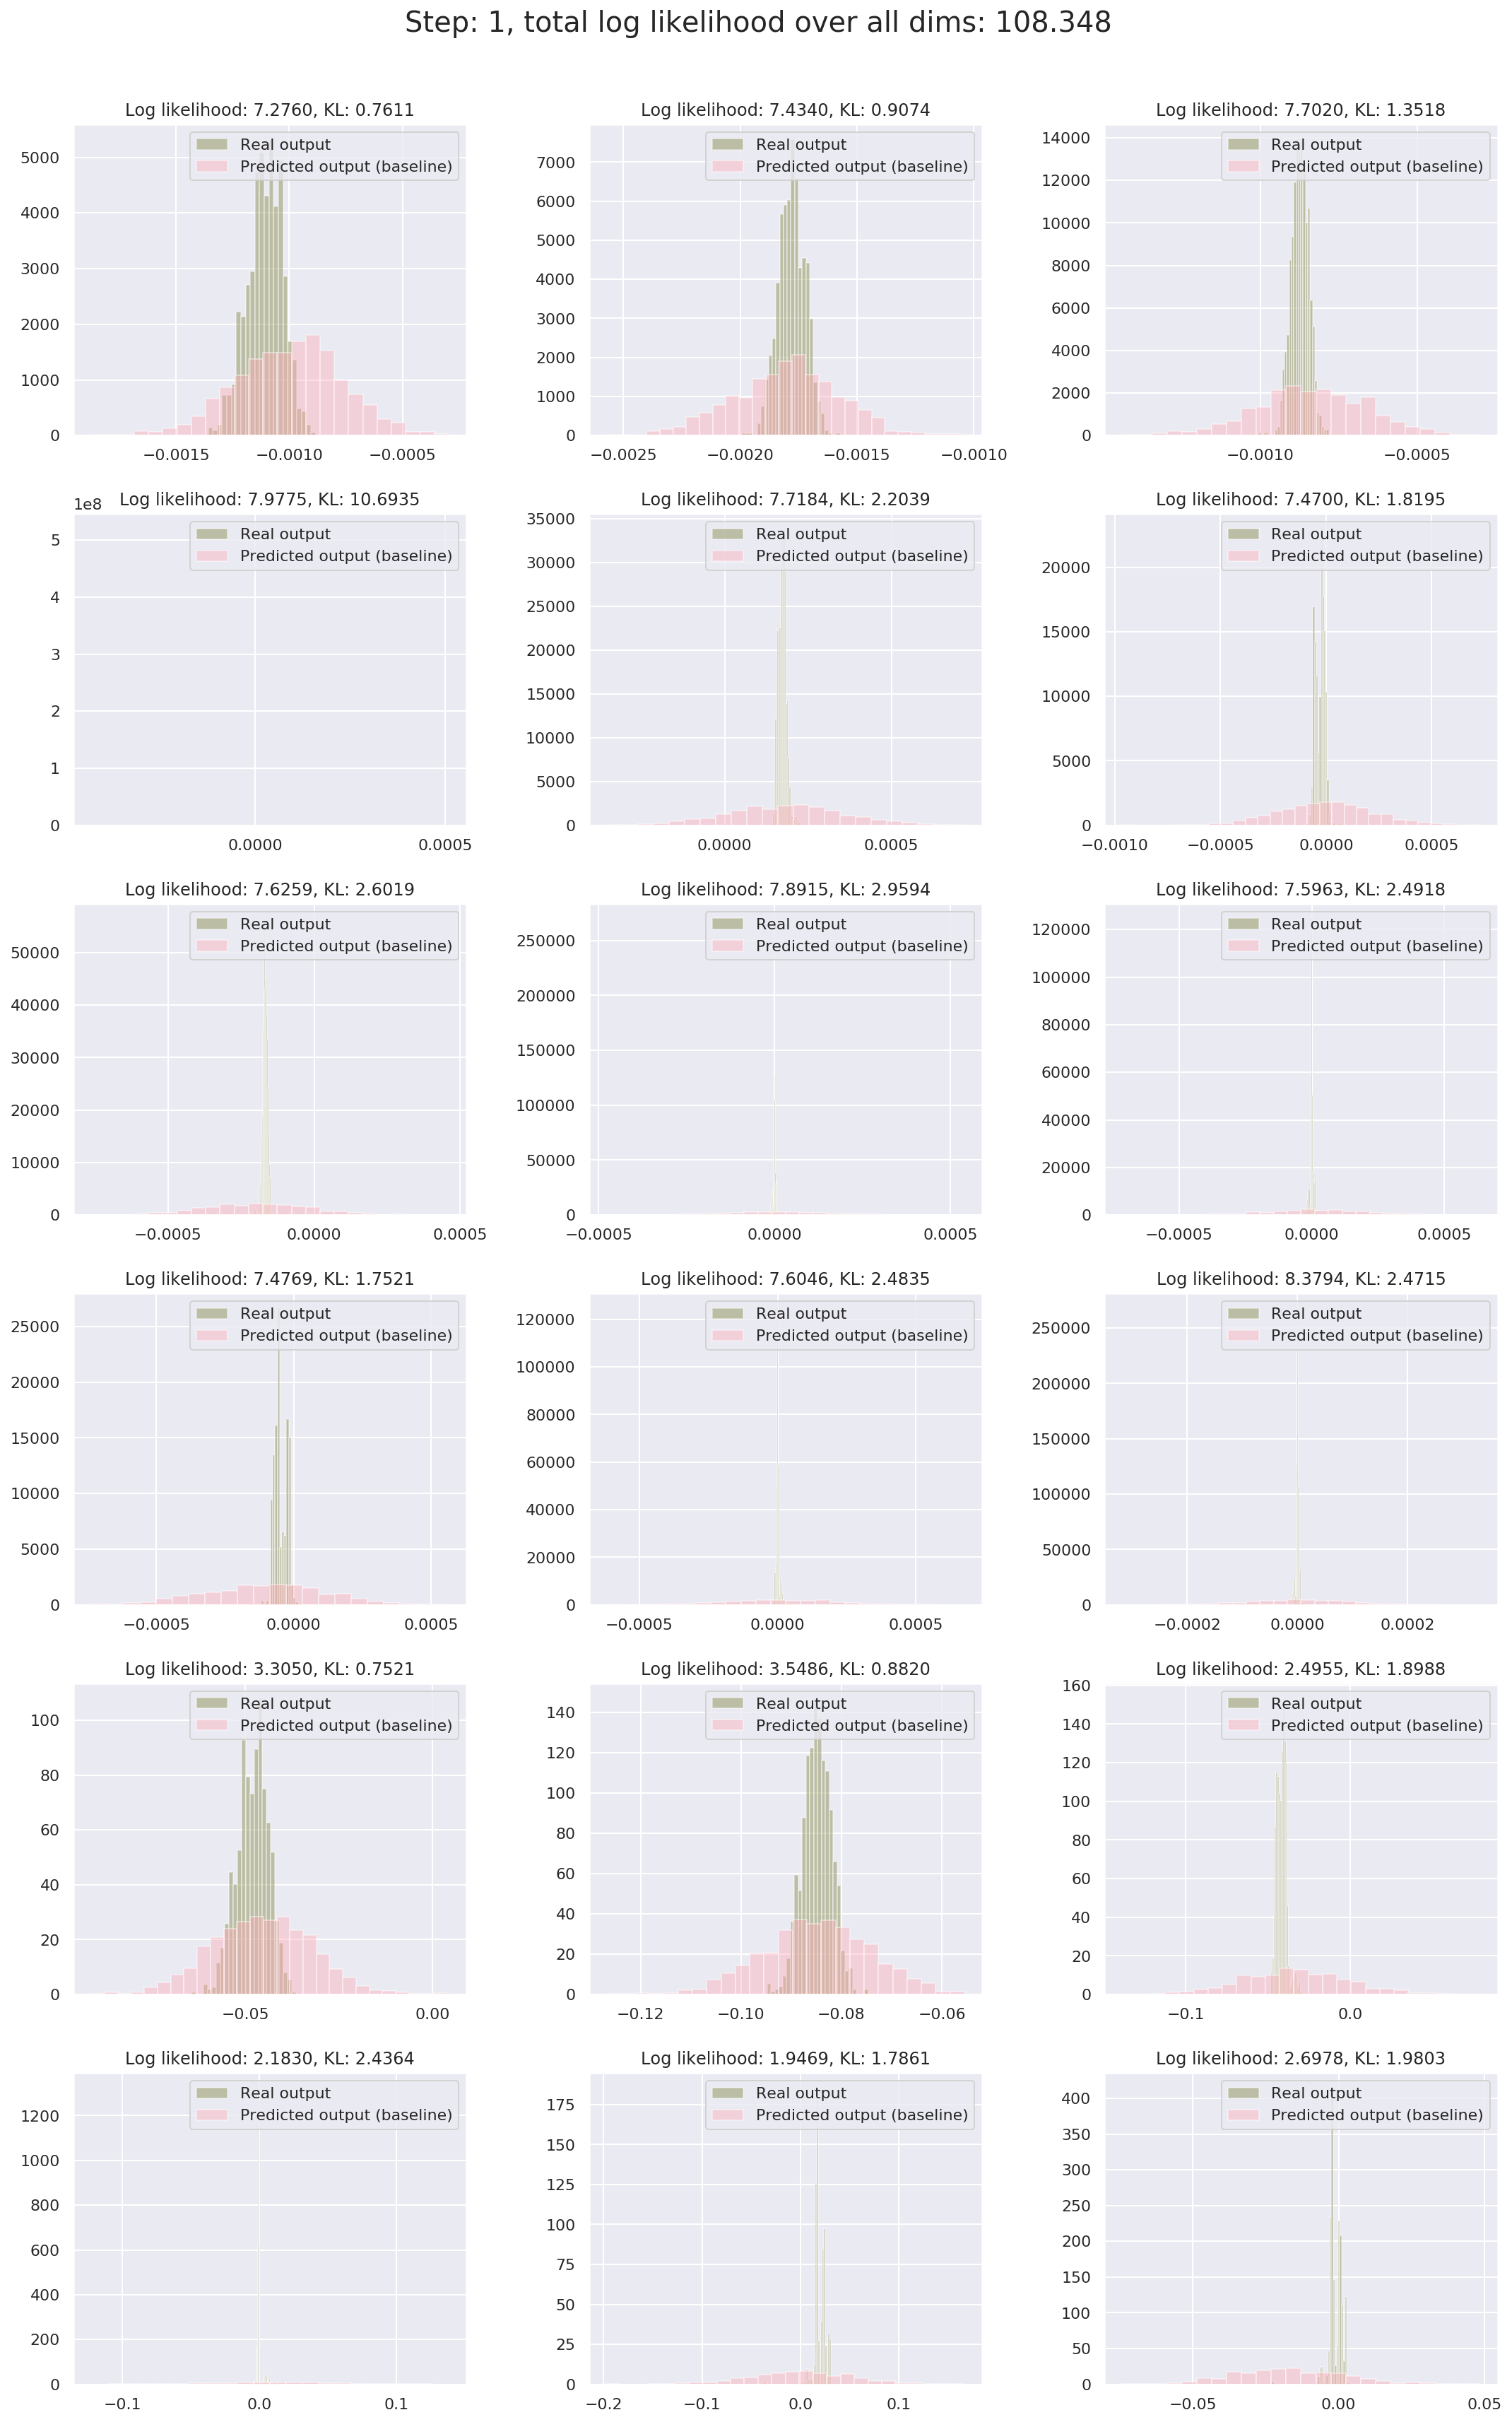 Step: 1, total log likelihood over all dims: 108.348
Log likelihood: 7.2760, KL: 0.7611
Real output
Predicted output (baseline)
5000
4000
3000
2000
1000
0
−0.0015 −0.0010 −0.0005
Log likelihood: 7.4340, KL: 0.9074
Real output
Predicted output (baseline)
7000
6000
5000
4000
3000
2000
1000
0
−0.0025 −0.0020 −0.0015 −0.0010
Log likelihood: 7.7020, KL: 1.3518
Real output
Predicted output (baseline)
14000
12000
10000
8000
6000
4000
2000
0
−0.0010 −0.0005
Log likelihood: 7.9775, KL: 10.6935
1e8
Real output
Predicted output (baseline)
5
4
3
2
1
0
0.0000 0.0005
Log likelihood: 7.7184, KL: 2.2039
Real output
Predicted output (baseline)
35000
30000
25000
20000
15000
10000
5000
0
0.0000 0.0005
Log likelihood: 7.4700, KL: 1.8195
Real output
Predicted output (baseline)
20000
15000
10000
5000
0
−0.0010 −0.0005 0.0000 0.0005
Log likelihood: 7.6259, KL: 2.6019
Real output
Predicted output (baseline)
50000
40000
30000
20000
10000
0
−0.0005 0.0000 0.0005
Log likelihood: 7.8915, KL: 2.9594
Real output
Predicted output (baseline)
250000
200000
150000
100000
50000
0
−0.0005 0.0000 0.0005
Log likelihood: 7.5963, KL: 2.4918
Real output
Predicted output (baseline)
120000
100000
80000
60000
40000
20000
0
−0.0005 0.0000 0.0005
Log likelihood: 7.4769, KL: 1.7521
Real output
Predicted output (baseline)
25000
20000
15000
10000
5000
0
−0.0005 0.0000 0.0005
Log likelihood: 7.6046, KL: 2.4835
Real output
Predicted output (baseline)
120000
100000
80000
60000
40000
20000
0
−0.0005 0.0000 0.0005
Log likelihood: 8.3794, KL: 2.4715
Real output
Predicted output (baseline)
250000
200000
150000
100000
50000
0
−0.0002 0.0000 0.0002
Log likelihood: 3.3050, KL: 0.7521
Real output
Predicted output (baseline)
100
80
60
40
20
0
−0.05 0.00
Log likelihood: 3.5486, KL: 0.8820
Real output
Predicted output (baseline)
140
120
100
80
60
40
20
0
−0.12 −0.10 −0.08 −0.06
Log likelihood: 2.4955, KL: 1.8988
Real output
Predicted output (baseline)
160
140
120
100
80
60
40
20
0
−0.1 0.0
Log likelihood: 2.1830, KL: 2.4364
Real output
Predicted output (baseline)
1200
1000
800
600
400
200
0
−0.1 0.0 0.1
Log likelihood: 1.9469, KL: 1.7861
Real output
Predicted output (baseline)
175
150
125
100
75
50
25
0
−0.2 −0.1 0.0 0.1
Log likelihood: 2.6978, KL: 1.9803
Real output
Predicted output (baseline)
400
350
300
250
200
150
100
50
0
−0.05 0.00 0.05